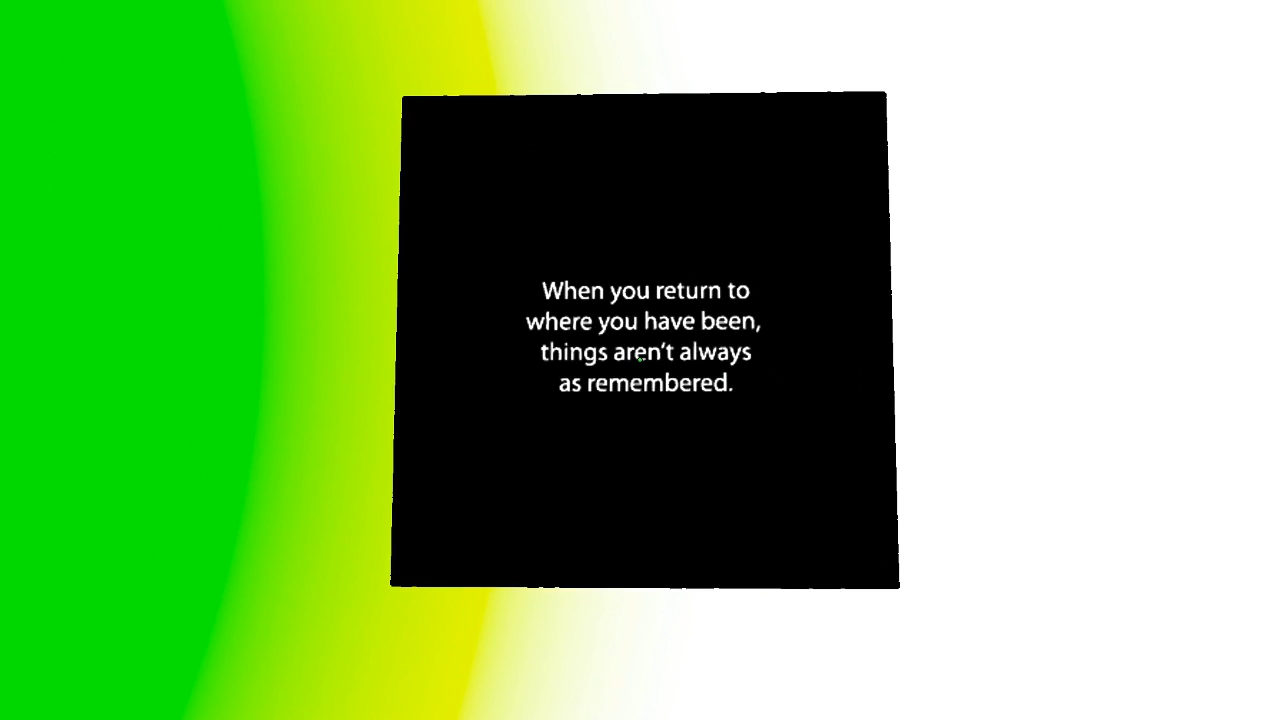 When you return to
where you have been,
things aren't always
as remembered.